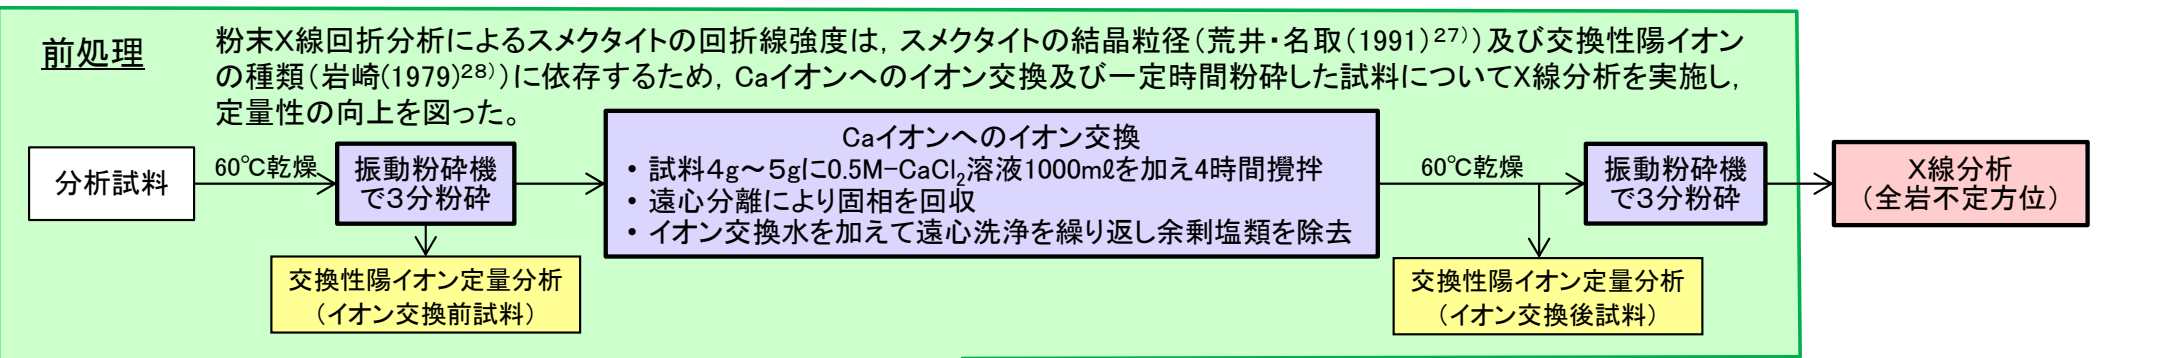 前処理
粉末X線回折分析によるスメクタイトの回折線強度は，スメクタイトの結晶粒径（荒井・名取（1991）27））及び交換性陽イオン
の種類（岩崎（1979）28））に依存するため，Caイオンへのイオン交換及び一定時間粉砕した試料についてX線分析を実施し，
定量性の向上を図った。
分析試料
60℃乾燥
振動粉砕機
で３分粉砕
Caイオンへのイオン交換
• 試料４g～５gに0.5M-CaCl2溶液1000mℓを加え4時間攪拌
• 遠心分離により固相を回収
• イオン交換水を加えて遠心洗浄を繰り返し余剰塩類を除去
60℃乾燥
振動粉砕機
で３分粉砕
X線分析
（全岩不定方位）
交換性陽イオン定量分析
（イオン交換前試料）
交換性陽イオン定量分析
（イオン交換後試料）